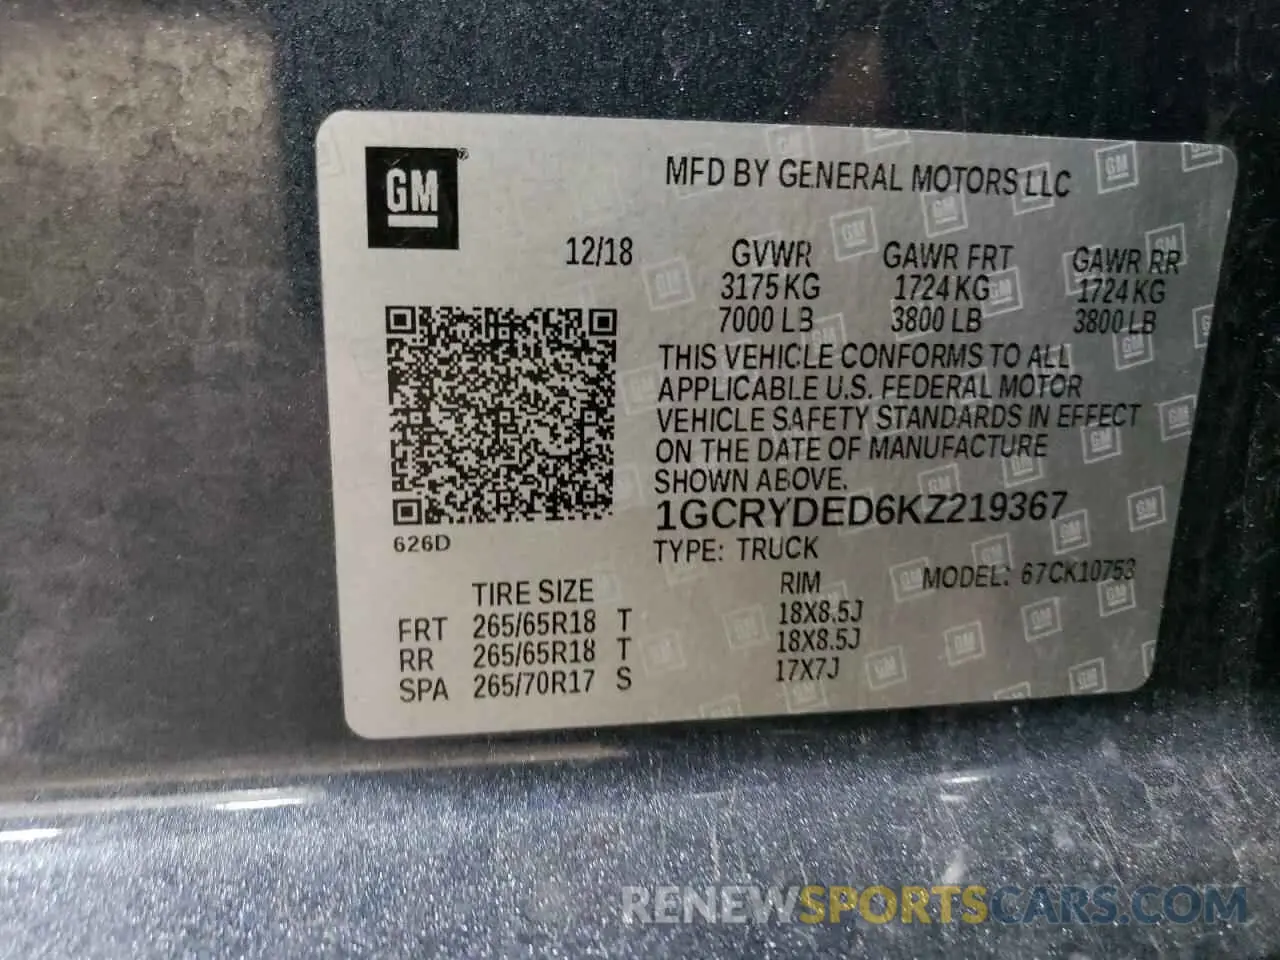 GM®
MFD BY GENERAL MOTORS LLC
12/18 GVWR GAWR FRT GAWR RR
3175 KG 1724 KG 1724 KG
7000 LB 3800 LB 3800 LB
THIS VEHICLE CONFORMS TO ALL
APPLICABLE U.S. FEDERAL MOTOR
VEHICLE SAFETY STANDARDS IN EFFECT
ON THE DATE OF MANUFACTURE
SHOWN ABOVE.
1GCRYDED6KZ219367
626D
TYPE: TRUCK
MODEL: 67CK10753
TIRE SIZE RIM
FRT 265/65R18 T 18X8.5J
RR 265/65R18 T 18X8.5J
SPA 265/70R17 S 17X7J
RENEWSPORTSCARS.COM